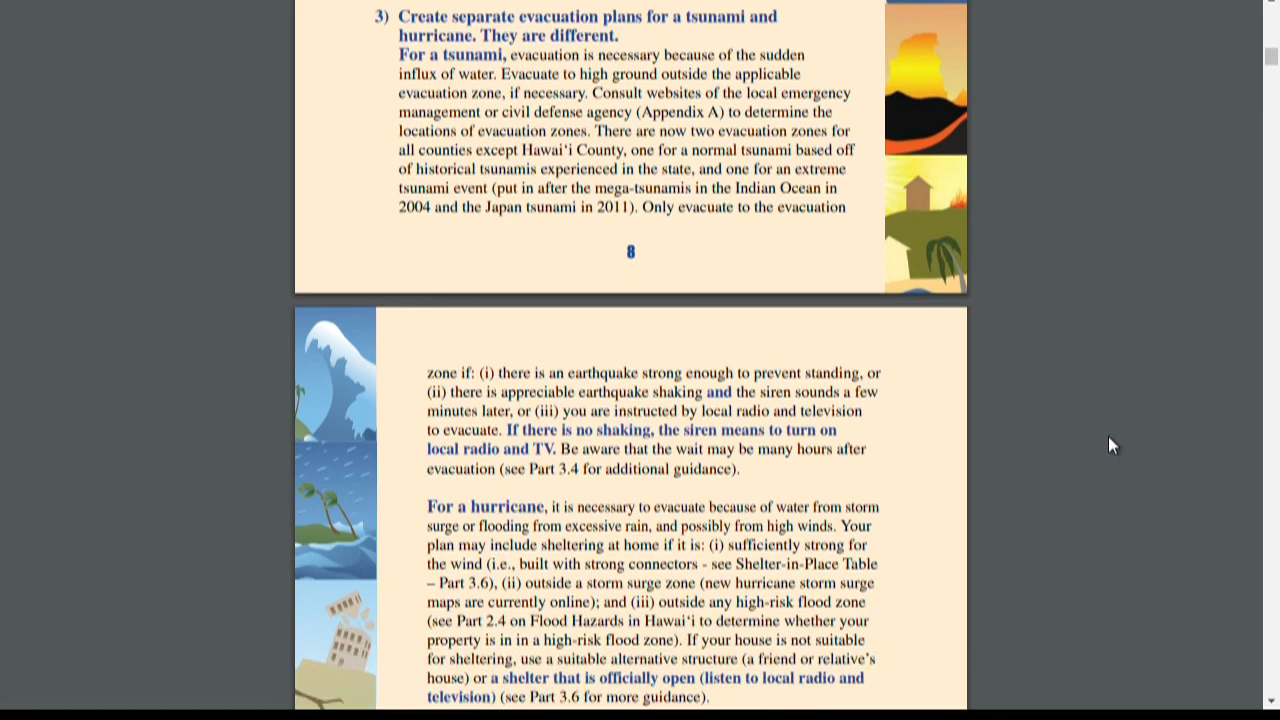 3) Create separate evacuation plans for a tsunami and
hurricane. They are different.
For a tsunami, evacuation is necessary because of the sudden
influx of water. Evacuate to high ground outside the applicable
evacuation zone, if necessary. Consult websites of the local emergency
management or civil defense agency (Appendix A) to determine the
locations of evacuation zones. There are now two evacuation zones for
all counties except Hawai‘i County, one for a normal tsunami based off
of historical tsunamis experienced in the state, and one for an extreme
tsunami event (put in after the mega-tsunamis in the Indian Ocean in
2004 and the Japan tsunami in 2011). Only evacuate to the evacuation
8
zone if: (i) there is an earthquake strong enough to prevent standing, or
(ii) there is appreciable earthquake shaking and the siren sounds a few
minutes later, or (iii) you are instructed by local radio and television
to evacuate. If there is no shaking, the siren means to turn on
local radio and TV. Be aware that the wait may be many hours after
evacuation (see Part 3.4 for additional guidance).
For a hurricane, it is necessary to evacuate because of water from storm
surge or flooding from excessive rain, and possibly from high winds. Your
plan may include sheltering at home if it is: (i) sufficiently strong for
the wind (i.e., built with strong connectors - see Shelter-in-Place Table
– Part 3.6), (ii) outside a storm surge zone (new hurricane storm surge
maps are currently online); and (iii) outside any high-risk flood zone
(see Part 2.4 on Flood Hazards in Hawai‘i to determine whether your
property is in in a high-risk flood zone). If your house is not suitable
for sheltering, use a suitable alternative structure (a friend or relative's
house) or a shelter that is officially open (listen to local radio and
television) (see Part 3.6 for more guidance).